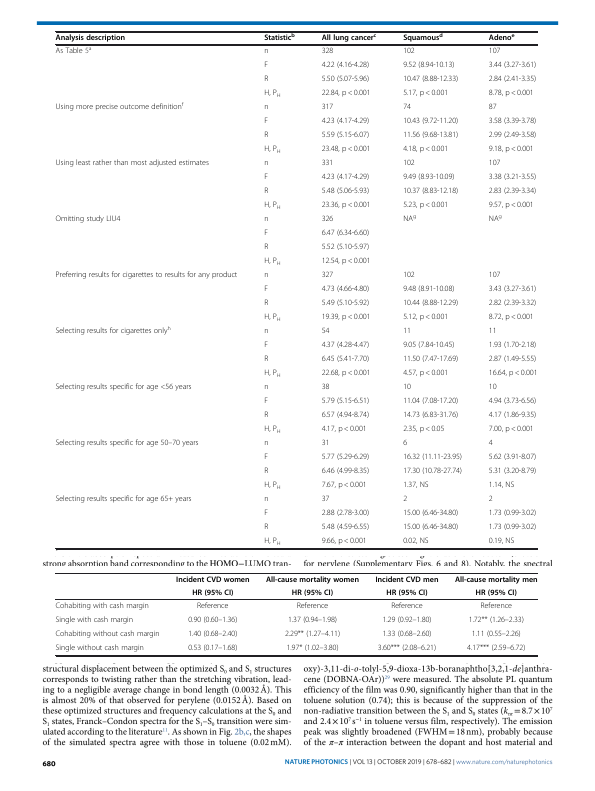 Analysis description Statisticb All lung cancerc Squamousd Adenoe
As Table 5a n 328 102 107
F 4.22 (4.16-4.28) 9.52 (8.94-10.13) 3.44 (3.27-3.61)
R 5.50 (5.07-5.96) 10.47 (8.88-12.33) 2.84 (2.41-3.35)
H, PH 22.84, p < 0.001 5.17, p < 0.001 8.78, p < 0.001
Using more precise outcome definitionf n 317 74 87
F 4.23 (4.17-4.29) 10.43 (9.72-11.20) 3.58 (3.39-3.78)
R 5.59 (5.15-6.07) 11.56 (9.68-13.81) 2.99 (2.49-3.58)
H, PH 23.48, p < 0.001 4.18, p < 0.001 9.18, p < 0.001
Using least rather than most adjusted estimates n 331 102 107
F 4.23 (4.17-4.29) 9.49 (8.93-10.09) 3.38 (3.21-3.55)
R 5.48 (5.06-5.93) 10.37 (8.83-12.18) 2.83 (2.39-3.34)
H, PH 23.36, p < 0.001 5.23, p < 0.001 9.57, p < 0.001
Omitting study LIU4 n 326 NAg NAg
F 6.47 (6.34-6.60)
R 5.52 (5.10-5.97)
H, PH 12.54, p < 0.001
Preferring results for cigarettes to results for any product n 327 102 107
F 4.73 (4.66-4.80) 9.48 (8.91-10.08) 3.43 (3.27-3.61)
R 5.49 (5.10-5.92) 10.44 (8.88-12.29) 2.82 (2.39-3.32)
H, PH 19.39, p < 0.001 5.12, p < 0.001 8.72, p < 0.001
Selecting results for cigarettes onlyh n 54 11 11
F 4.37 (4.28-4.47) 9.05 (7.84-10.45) 1.93 (1.70-2.18)
R 6.45 (5.41-7.70) 11.50 (7.47-17.69) 2.87 (1.49-5.55)
H, PH 22.68, p < 0.001 4.57, p < 0.001 16.64, p < 0.001
Selecting results specific for age <56 years n 38 10 10
F 5.79 (5.15-6.51) 11.04 (7.08-17.20) 4.94 (3.73-6.56)
R 6.57 (4.94-8.74) 14.73 (6.83-31.76) 4.17 (1.86-9.35)
H, PH 4.17, p < 0.001 2.35, p < 0.05 7.00, p < 0.001
Selecting results specific for age 50–70 years n 31 6 4
F 5.77 (5.29-6.29) 16.32 (11.11-23.95) 5.62 (3.91-8.07)
R 6.46 (4.99-8.35) 17.30 (10.78-27.74) 5.31 (3.20-8.79)
H, PH 7.67, p < 0.001 1.37, NS 1.14, NS
Selecting results specific for age 65+ years n 37 2 2
F 2.88 (2.78-3.00) 15.00 (6.46-34.80) 1.73 (0.99-3.02)
R 5.48 (4.59-6.55) 15.00 (6.46-34.80) 1.73 (0.99-3.02)
H, PH 9.66, p < 0.001 0.02, NS 0.19, NS
strong absorption band corresponding to the HOMO−LUMO tran-
for perylene (Supplementary Figs. 6 and 8). Notably, the spectral
Incident CVD women All-cause mortality women Incident CVD men All-cause mortality men
HR (95% CI) HR (95% CI) HR (95% CI) HR (95% CI)
Cohabiting with cash margin Reference Reference Reference Reference
Single with cash margin 0.90 (0.60–1.36) 1.37 (0.94–1.98) 1.29 (0.92–1.80) 1.72** (1.26–2.33)
Cohabiting without cash margin 1.40 (0.68–2.40) 2.29** (1.27–4.11) 1.33 (0.68–2.60) 1.11 (0.55–2.26)
Single without cash margin 0.53 (0.17–1.68) 1.97* (1.02–3.80) 3.60*** (2.08–6.21) 4.17*** (2.59–6.72)
structural displacement between the optimized S0 and S1 structures
corresponds to twisting rather than the stretching vibration, lead-
ing to a negligible average change in bond length (0.0032 Å). This
is almost 20% of that observed for perylene (0.0152 Å). Based on
these optimized structures and frequency calculations at the S0 and
S1 states, Franck–Condon spectra for the S1–S0 transition were sim-
ulated according to the literature11. As shown in Fig. 2b,c, the shapes
of the simulated spectra agree with those in toluene (0.02 mM).
oxy)-3,11-di-o-tolyl-5,9-dioxa-13b-boranaphtho[3,2,1-de]anthra-
cene (DOBNA-OAr))29 were measured. The absolute PL quantum
efficiency of the film was 0.90, significantly higher than that in the
toluene solution (0.74); this is because of the suppression of the
non-radiative transition between the S1 and S0 states (knr = 8.7 × 107
and 2.4 × 107 s−1 in toluene versus film, respectively). The emission
peak was slightly broadened (FWHM = 18 nm), probably because
of the π–π interaction between the dopant and host material and
680 NATURE PHOTONICS | VOL 13 | OCTOBER 2019 | 678–682 | www.nature.com/naturephotonics